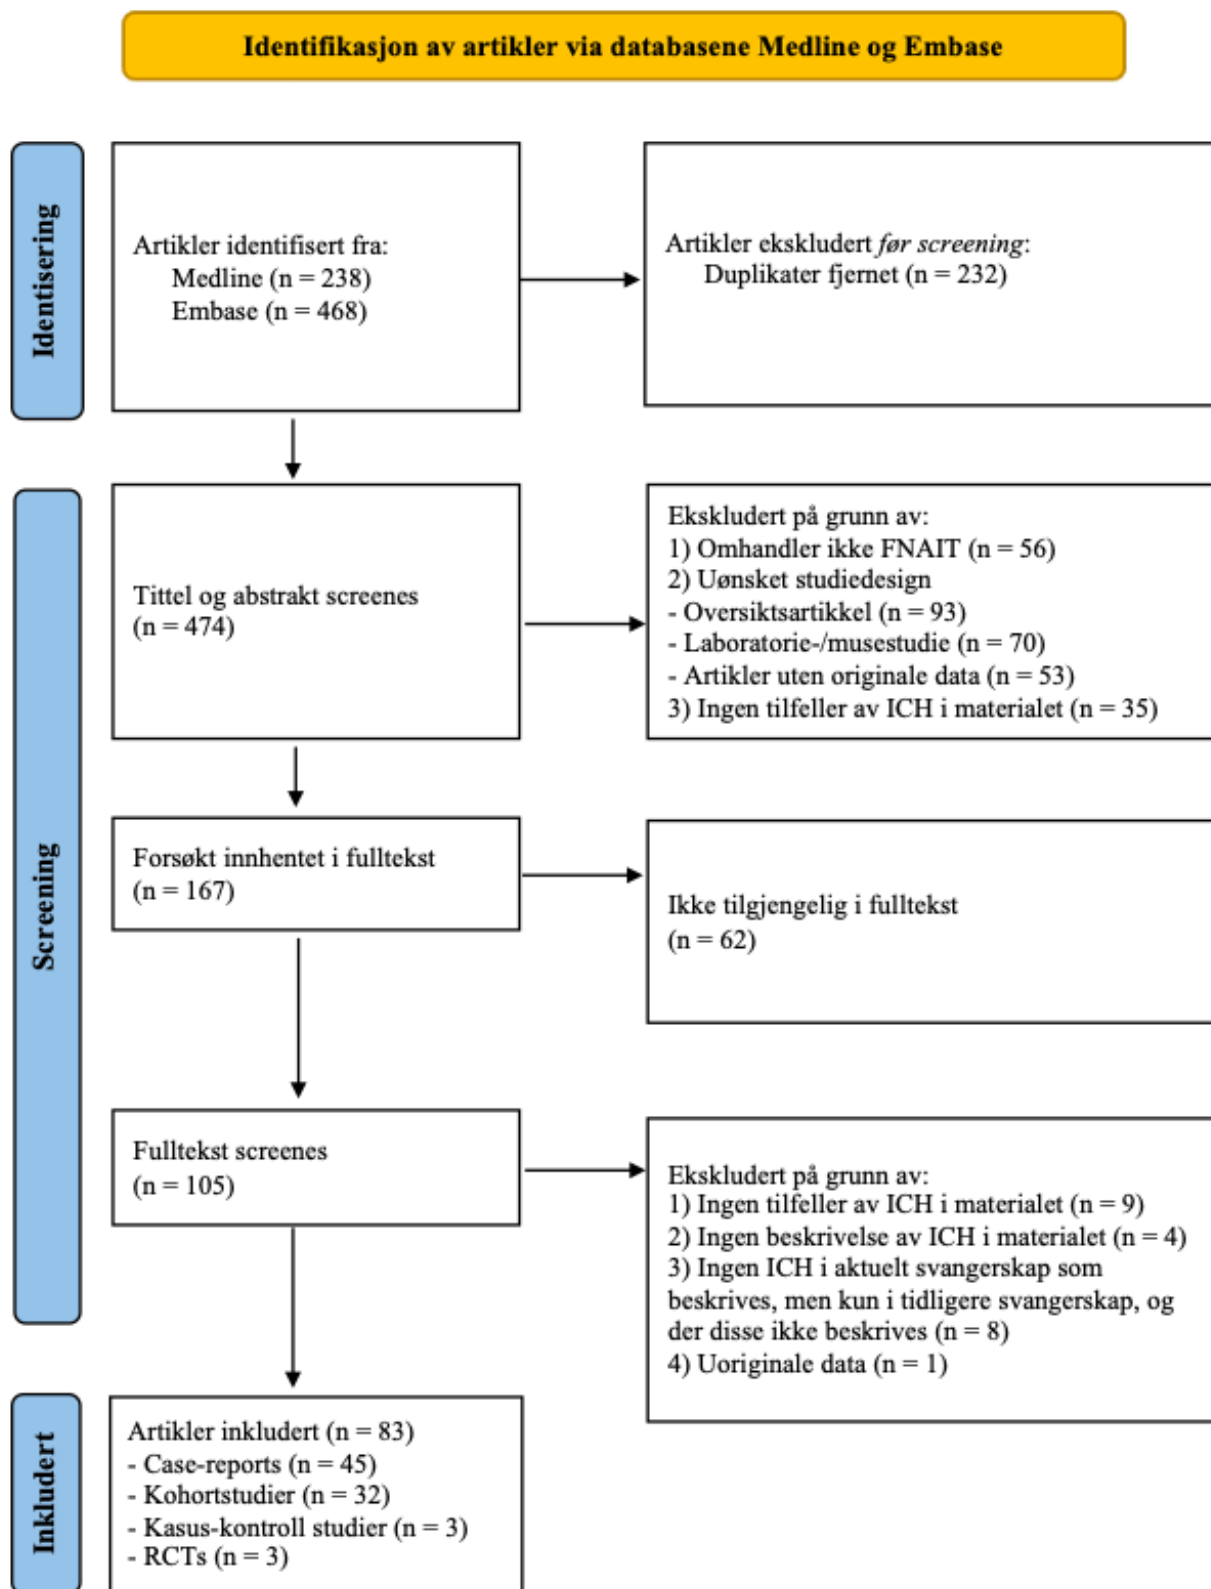 Identifikasjon av artikler via databasene Medline og Embase
Identisering
Artikler identifisert fra:
Medline (n = 238)
Embase (n = 468)
Artikler ekskludert før screening:
Duplikater fjernet (n = 232)
Screening
Tittel og abstrakt screenes
(n = 474)
Ekskludert på grunn av:
1) Omhandler ikke FNAIT (n = 56)
2) Uønsket studiedesign
- Oversiktsartikkel (n = 93)
- Laboratorie-/musestudie (n = 70)
- Artikler uten originale data (n = 53)
3) Ingen tilfeller av ICH i materialet (n = 35)
Forsøkt innhentet i fulltekst
(n = 167)
Ikke tilgjengelig i fulltekst
(n = 62)
Fulltekst screenes
(n = 105)
Ekskludert på grunn av:
1) Ingen tilfeller av ICH i materialet (n = 9)
2) Ingen beskrivelse av ICH i materialet (n = 4)
3) Ingen ICH i aktuelt svangerskap som
beskrives, men kun i tidligere svangerskap, og
der disse ikke beskrives (n = 8)
4) Uoriginale data (n = 1)
Inkludert
Artikler inkludert (n = 83)
- Case-reports (n = 45)
- Kohortstudier (n = 32)
- Kasus-kontroll studier (n = 3)
- RCTs (n = 3)